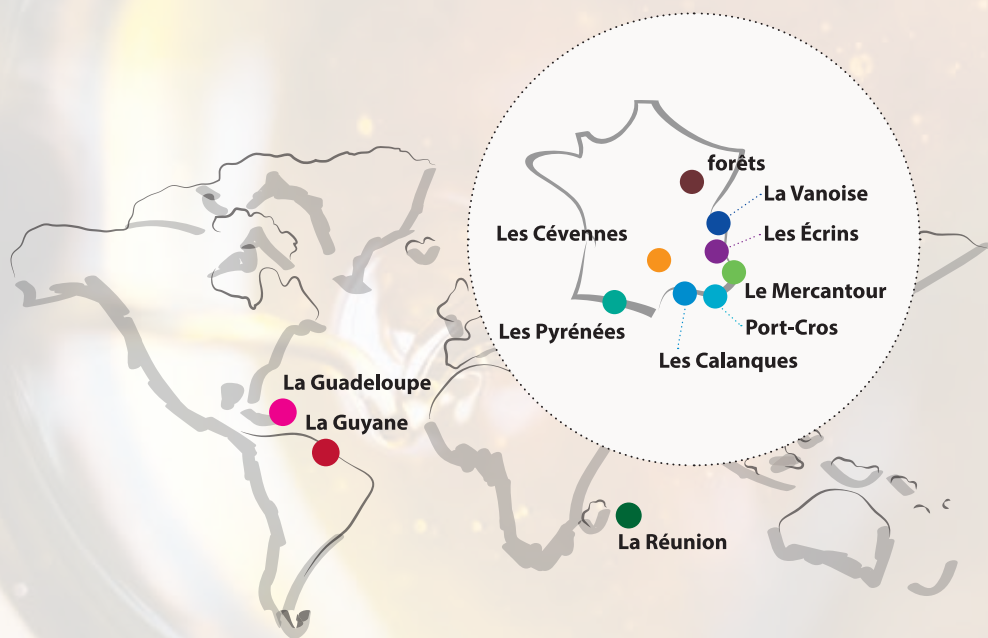 forêts
La Vanoise
Les Cévennes
Les Écrins
Le Mercantour
Les Pyrénées
Port-Cros
Les Calanques
La Guadeloupe
La Guyane
La Réunion